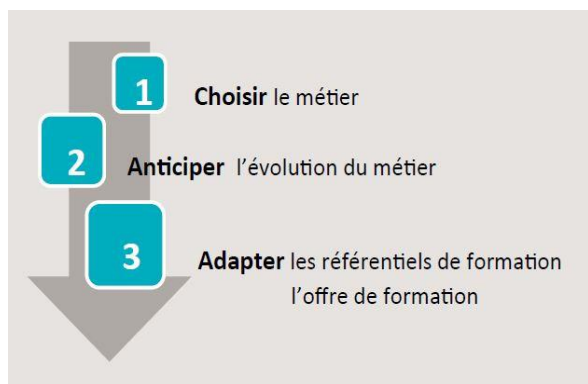 1 Choisir le métier
2 Anticiper l'évolution du métier
3 Adapter les référentiels de formation
l'offre de formation